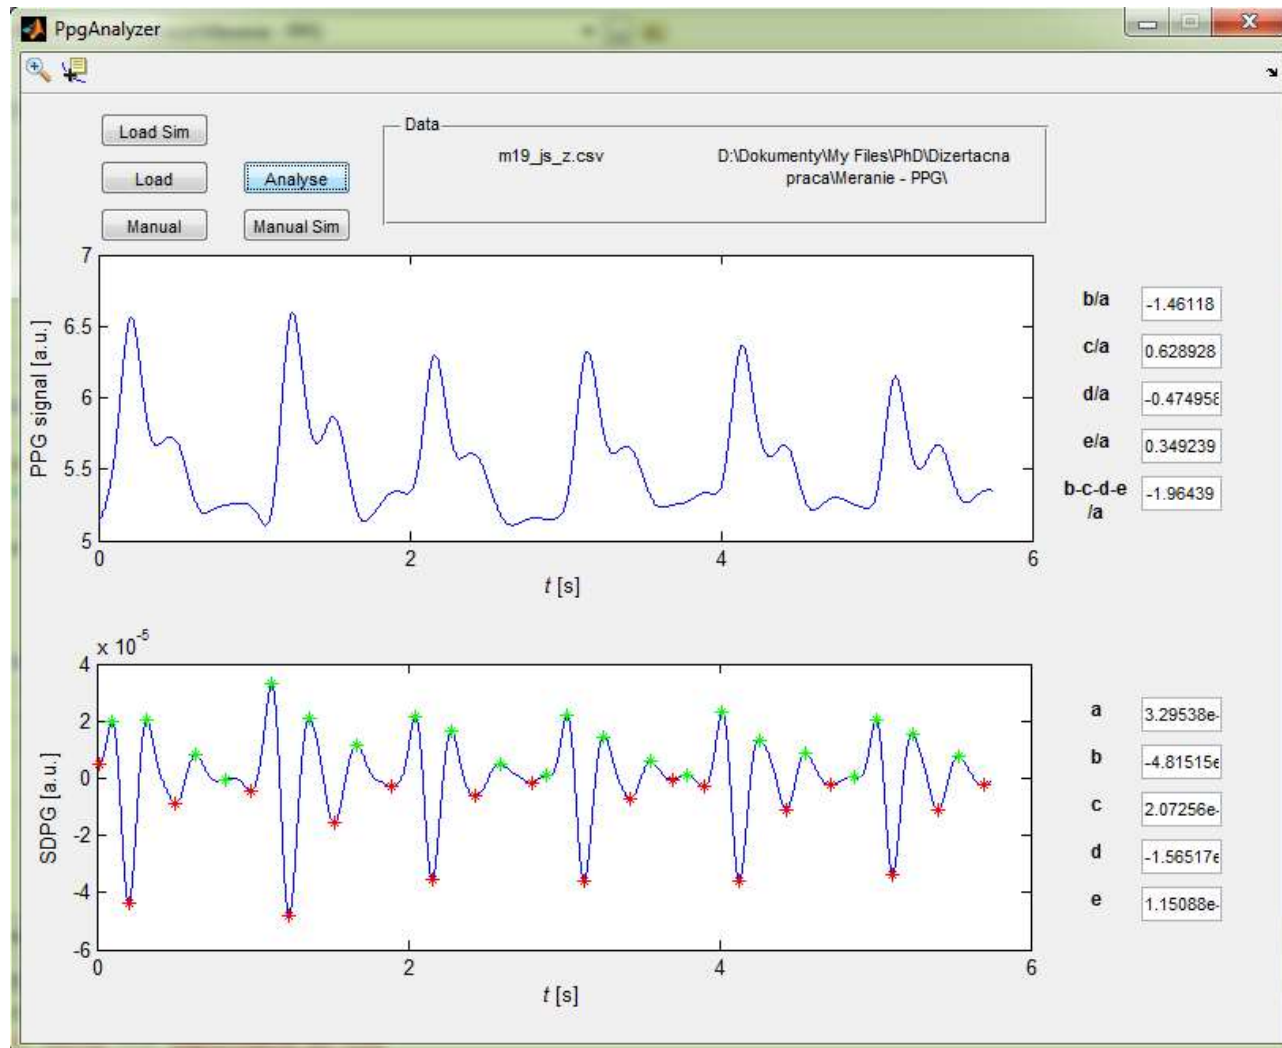 PpgAnalyzer
Load Sim
Load
Analyse
Manual
Manual Sim
Data
m19_js_z.csv
D:\Dokumenty\My Files\PhD\Dizertacna
praca\Meranie - PPG\
7
6.5
6
5.5
5
PPG signal [a.u.]
0
2
4
6
t [s]
b/a
-1.46118
c/a
0.628928
d/a
-0.474958
e/a
0.349239
b-c-d-e
/a
-1.96439
x 10^-5
4
2
0
-2
-4
-6
SDPG [a.u.]
0
2
4
6
t [s]
a
3.29538e-
b
-4.81515e
c
2.07256e-
d
-1.56517e
e
1.15088e-